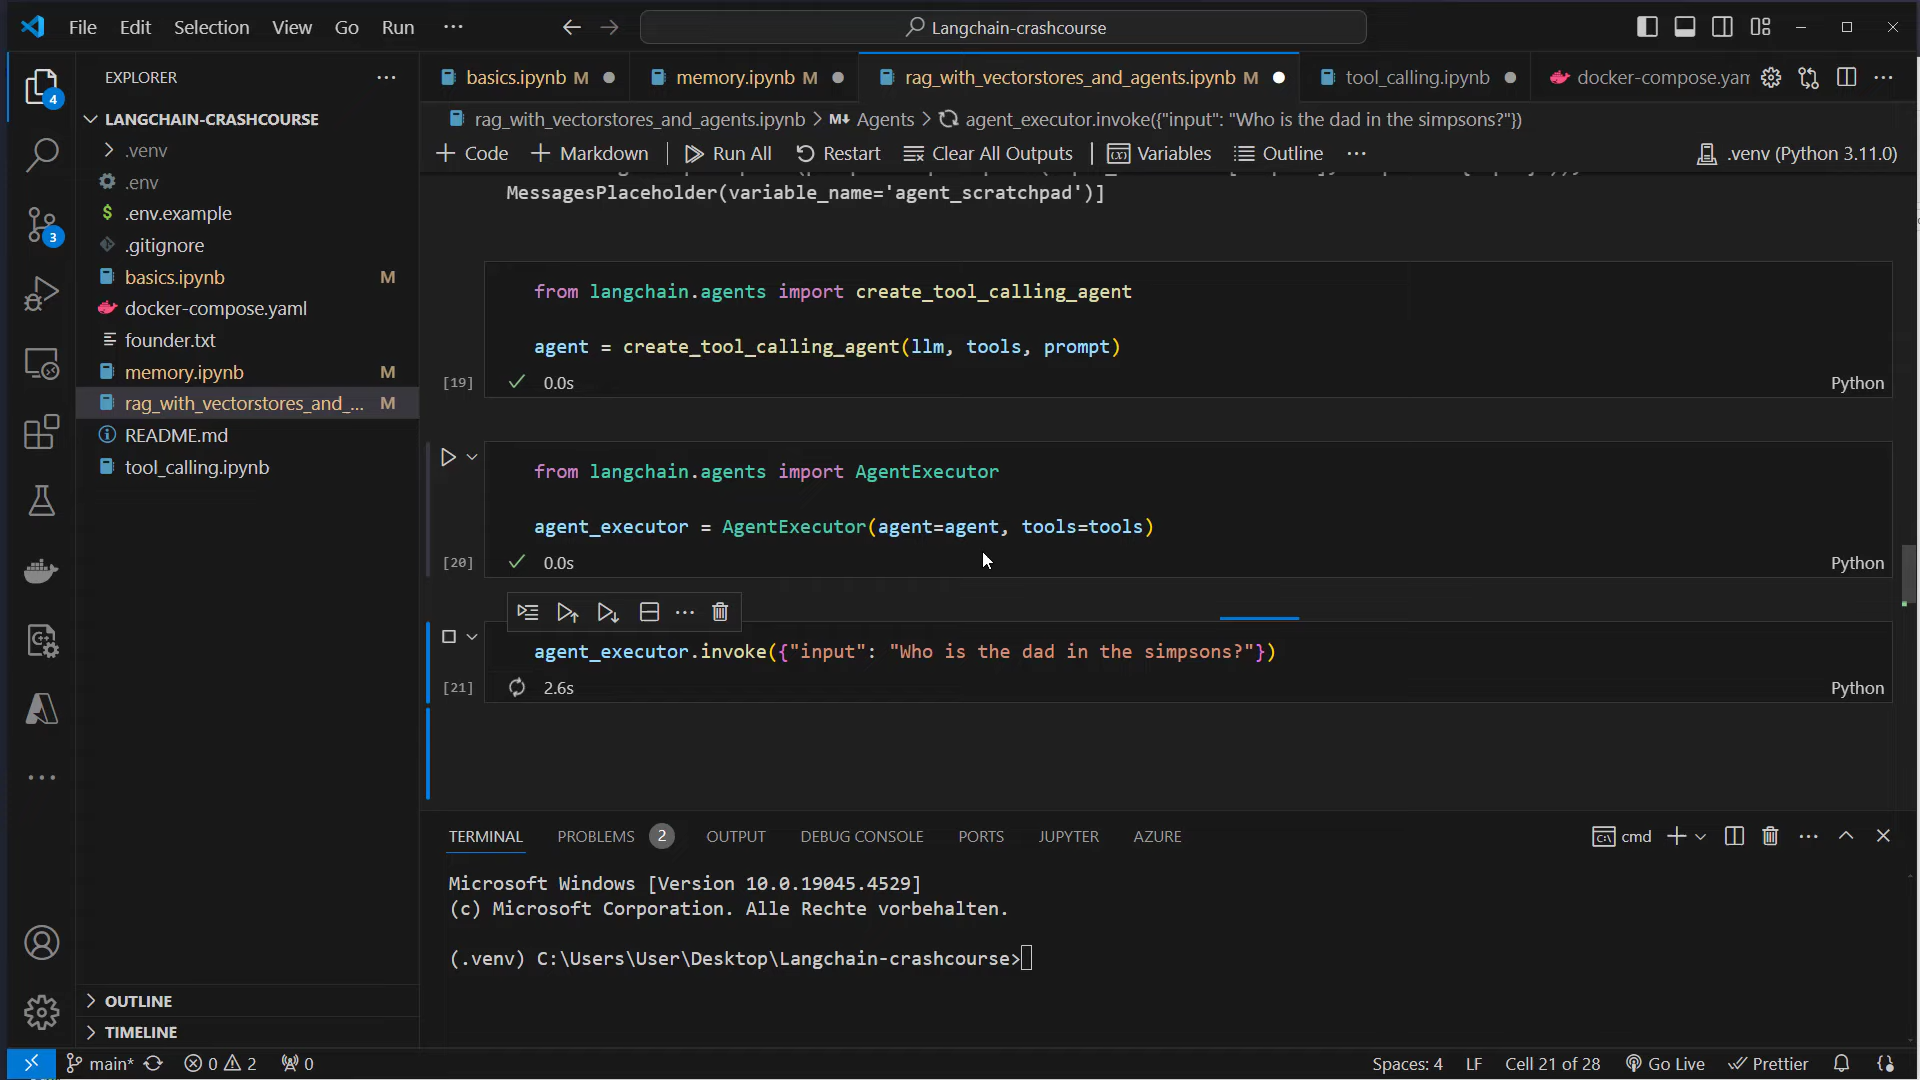 File Edit Selection View Go Run ···
Langchain-crashcourse
EXPLORER
basics.ipynb M
memory.ipynb M
rag_with_vectorstores_and_agents.ipynb M
tool_calling.ipynb
docker-compose.yam
LANGCHAIN-CRASHCOURSE
rag_with_vectorstores_and_agents.ipynb > M↓ Agents > agent_executor.invoke({"input": "Who is the dad in the simpsons?"})
+ Code + Markdown Run All Restart Clear All Outputs Variables Outline ··· .venv (Python 3.11.0)
.venv
.env
.env.example
.gitignore
basics.ipynb M
docker-compose.yaml
founder.txt
memory.ipynb M
rag_with_vectorstores_and_... M
README.md
tool_calling.ipynb
4
3
MessagesPlaceholder(variable_name='agent_scratchpad')]
from langchain.agents import create_tool_calling_agent
agent = create_tool_calling_agent(llm, tools, prompt)
[19] 0.0s Python
from langchain.agents import AgentExecutor
agent_executor = AgentExecutor(agent=agent, tools=tools)
[20] 0.0s Python
agent_executor.invoke({"input": "Who is the dad in the simpsons?"})
[21] 2.6s Python
TERMINAL PROBLEMS 2 OUTPUT DEBUG CONSOLE PORTS JUPYTER AZURE cmd
Microsoft Windows [Version 10.0.19045.4529]
(c) Microsoft Corporation. Alle Rechte vorbehalten.
(.venv) C:\Users\User\Desktop\Langchain-crashcourse>
OUTLINE
TIMELINE
main* 0 2 0 Spaces: 4 LF Cell 21 of 28 Go Live Prettier